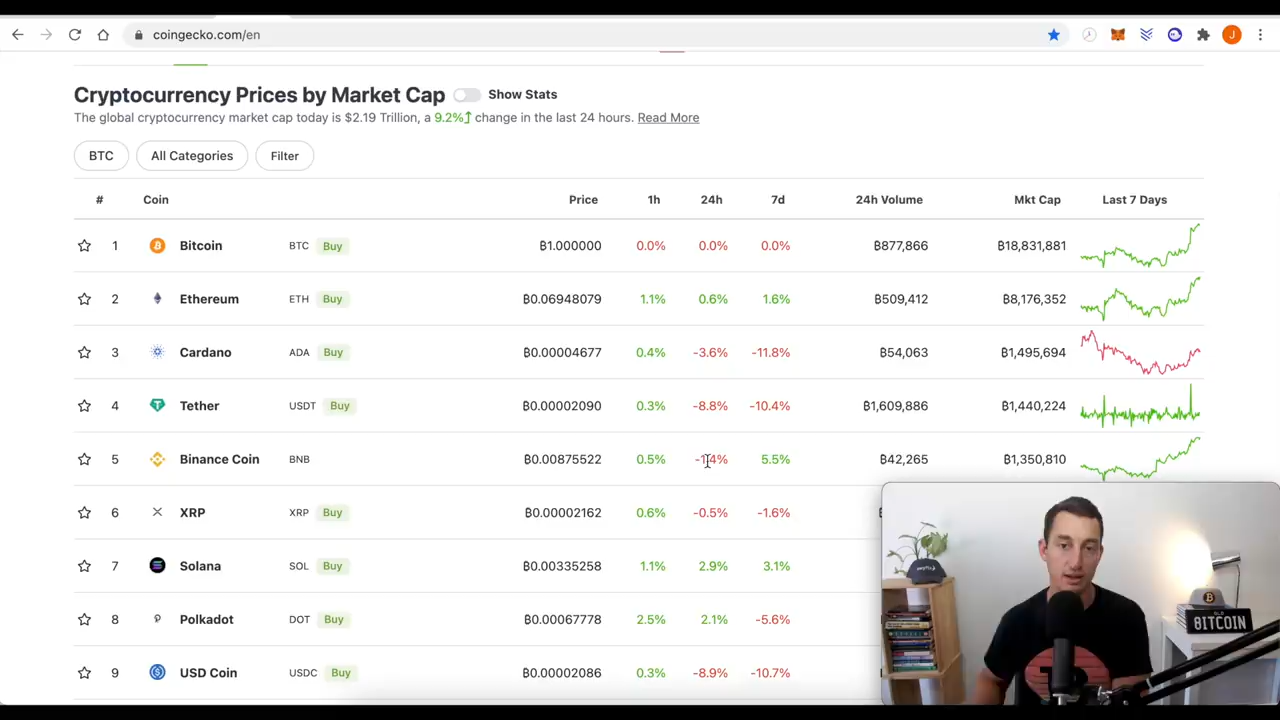 coingecko.com/en
J
Cryptocurrency Prices by Market Cap Show Stats
The global cryptocurrency market cap today is $2.19 Trillion, a 9.2% change in the last 24 hours. Read More
BTC All Categories Filter
# Coin Price 1h 24h 7d 24h Volume Mkt Cap Last 7 Days
1 Bitcoin BTC Buy ₿1.000000 0.0% 0.0% 0.0% ₿877,866 ₿18,831,881
2 Ethereum ETH Buy ₿0.06948079 1.1% 0.6% 1.6% ₿509,412 ₿8,176,352
3 Cardano ADA Buy ₿0.00004677 0.4% -3.6% -11.8% ₿54,063 ₿1,495,694
4 Tether USDT Buy ₿0.00002090 0.3% -8.8% -10.4% ₿1,609,886 ₿1,440,224
5 Binance Coin BNB ₿0.00875522 0.5% -1.4% 5.5% ₿42,265 ₿1,350,810
6 XRP XRP Buy ₿0.00002162 0.6% -0.5% -1.6%
7 Solana SOL Buy ₿0.00335258 1.1% 2.9% 3.1%
8 Polkadot DOT Buy ₿0.00067778 2.5% 2.1% -5.6%
9 USD Coin USDC Buy ₿0.00002086 0.3% -8.9% -10.7%
BITCOIN